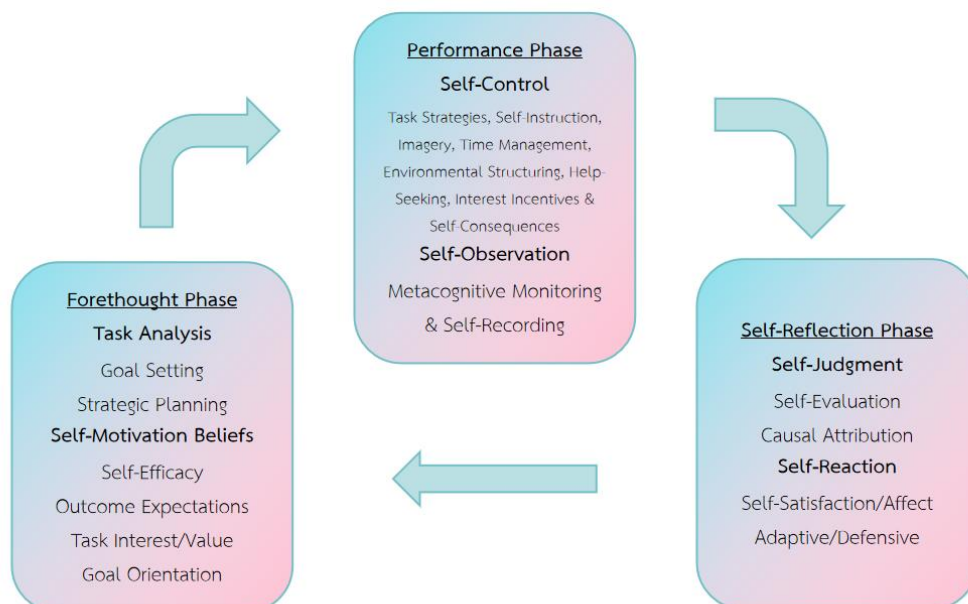 Performance Phase
Self-Control
Task Strategies, Self-Instruction,
Imagery, Time Management,
Environmental Structuring, Help-
Seeking, Interest Incentives &
Self-Consequences
Self-Observation
Metacognitive Monitoring
& Self-Recording
Forethought Phase
Task Analysis
Goal Setting
Strategic Planning
Self-Motivation Beliefs
Self-Efficacy
Outcome Expectations
Task Interest/Value
Goal Orientation
Self-Reflection Phase
Self-Judgment
Self-Evaluation
Causal Attribution
Self-Reaction
Self-Satisfaction/Affect
Adaptive/Defensive